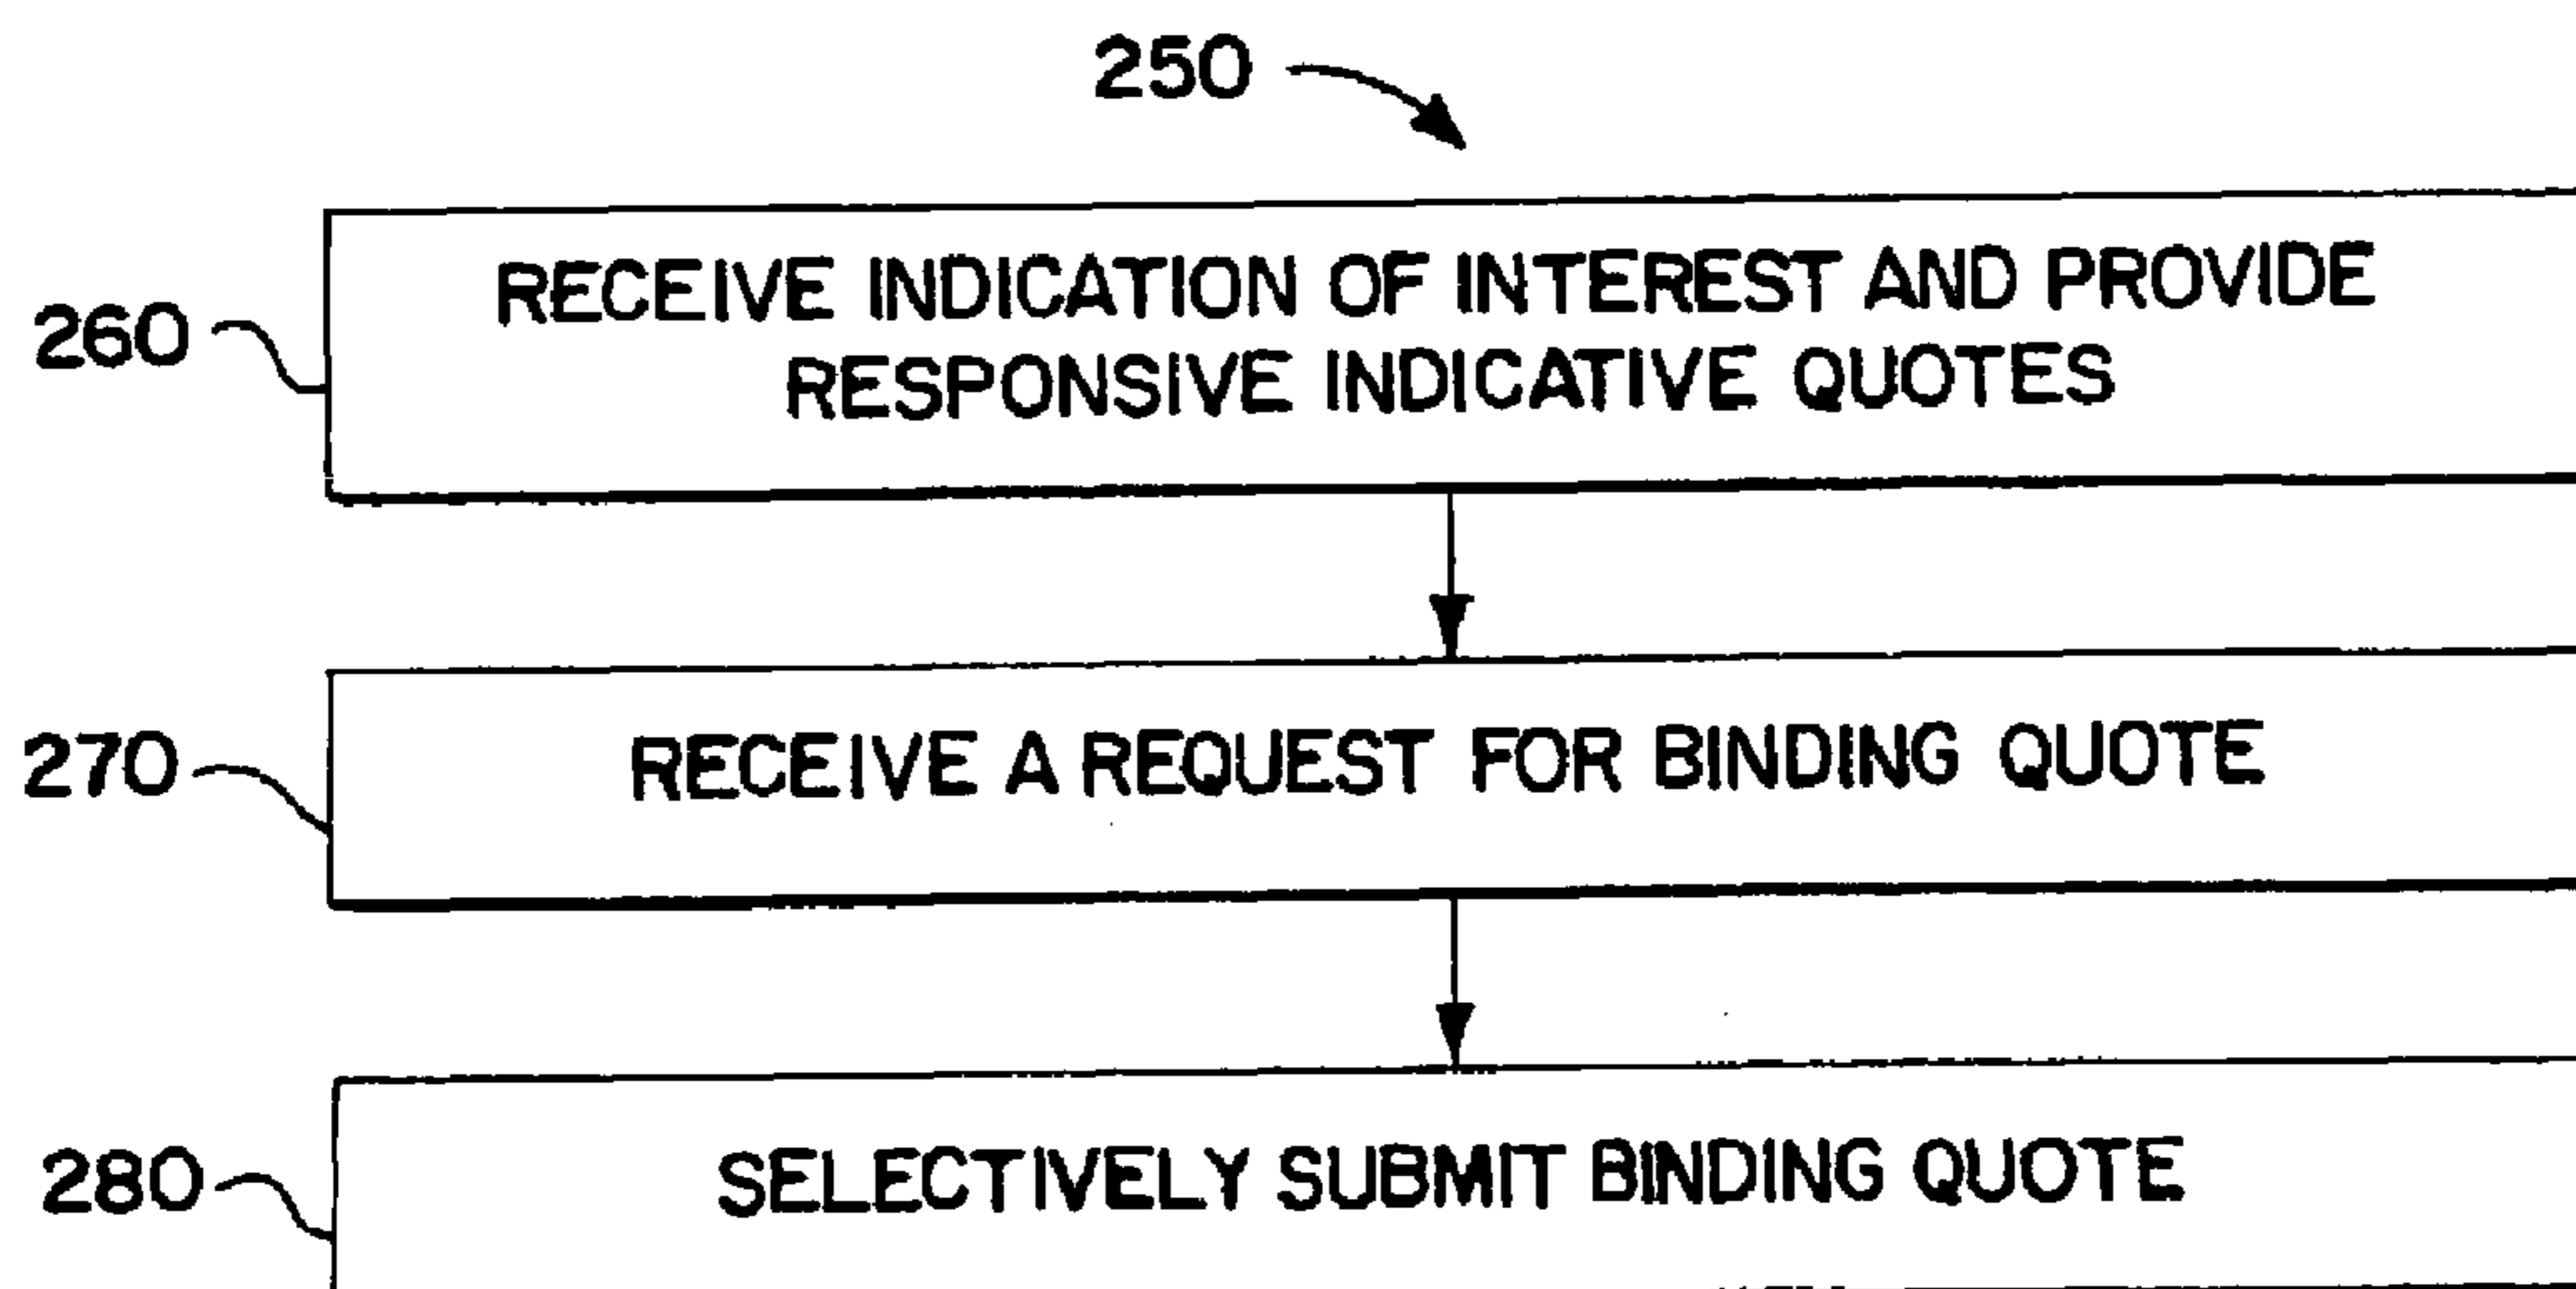 250
260
RECEIVE INDICATION OF INTEREST AND PROVIDE
RESPONSIVE INDICATIVE QUOTES
270
RECEIVE A REQUEST FOR BINDING QUOTE
280
SELECTIVELY SUBMIT BINDING QUOTE